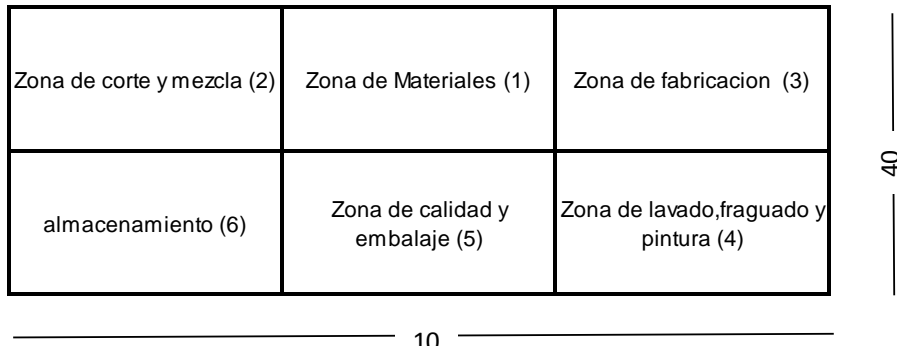 Zona de corte y mezcla (2)
Zona de Materiales (1)
Zona de fabricacion (3)
40
almacenamiento (6)
Zona de calidad y
embalaje (5)
Zona de lavado,fraguado y
pintura (4)
10